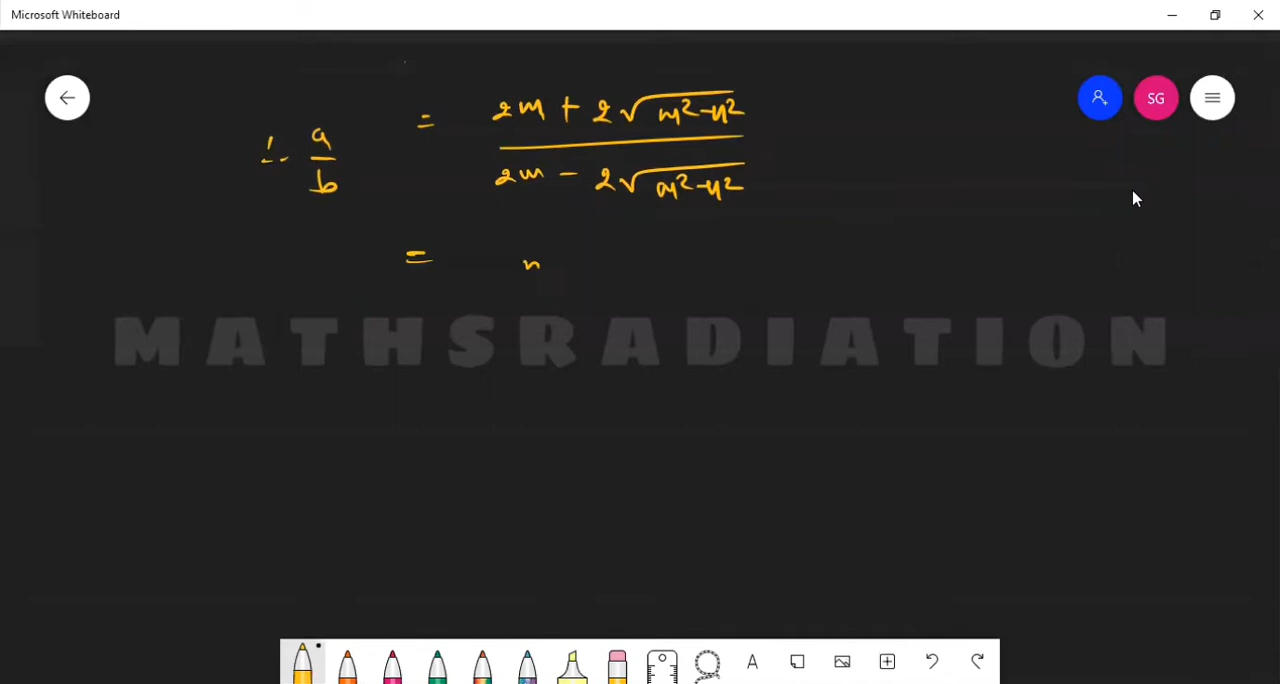 Microsoft Whiteboard
SG
∴ a/b = (2m + 2√(m²-n²)) / (2m - 2√(m²-n²))
= m
MATHSRADIATION
A